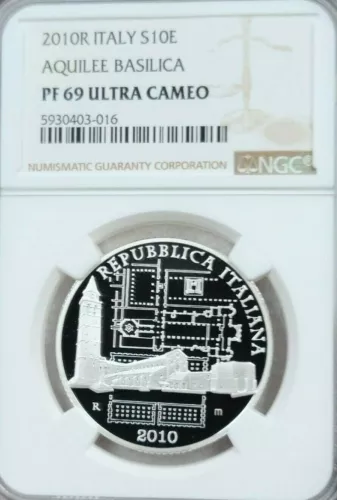 2010R ITALY S10E
AQUILEE BASILICA
PF 69 ULTRA CAMEO
5930403-016
NUMISMATIC GUARANTY CORPORATION
NGC
REPUBBLICA ITALIANA
R m
2010